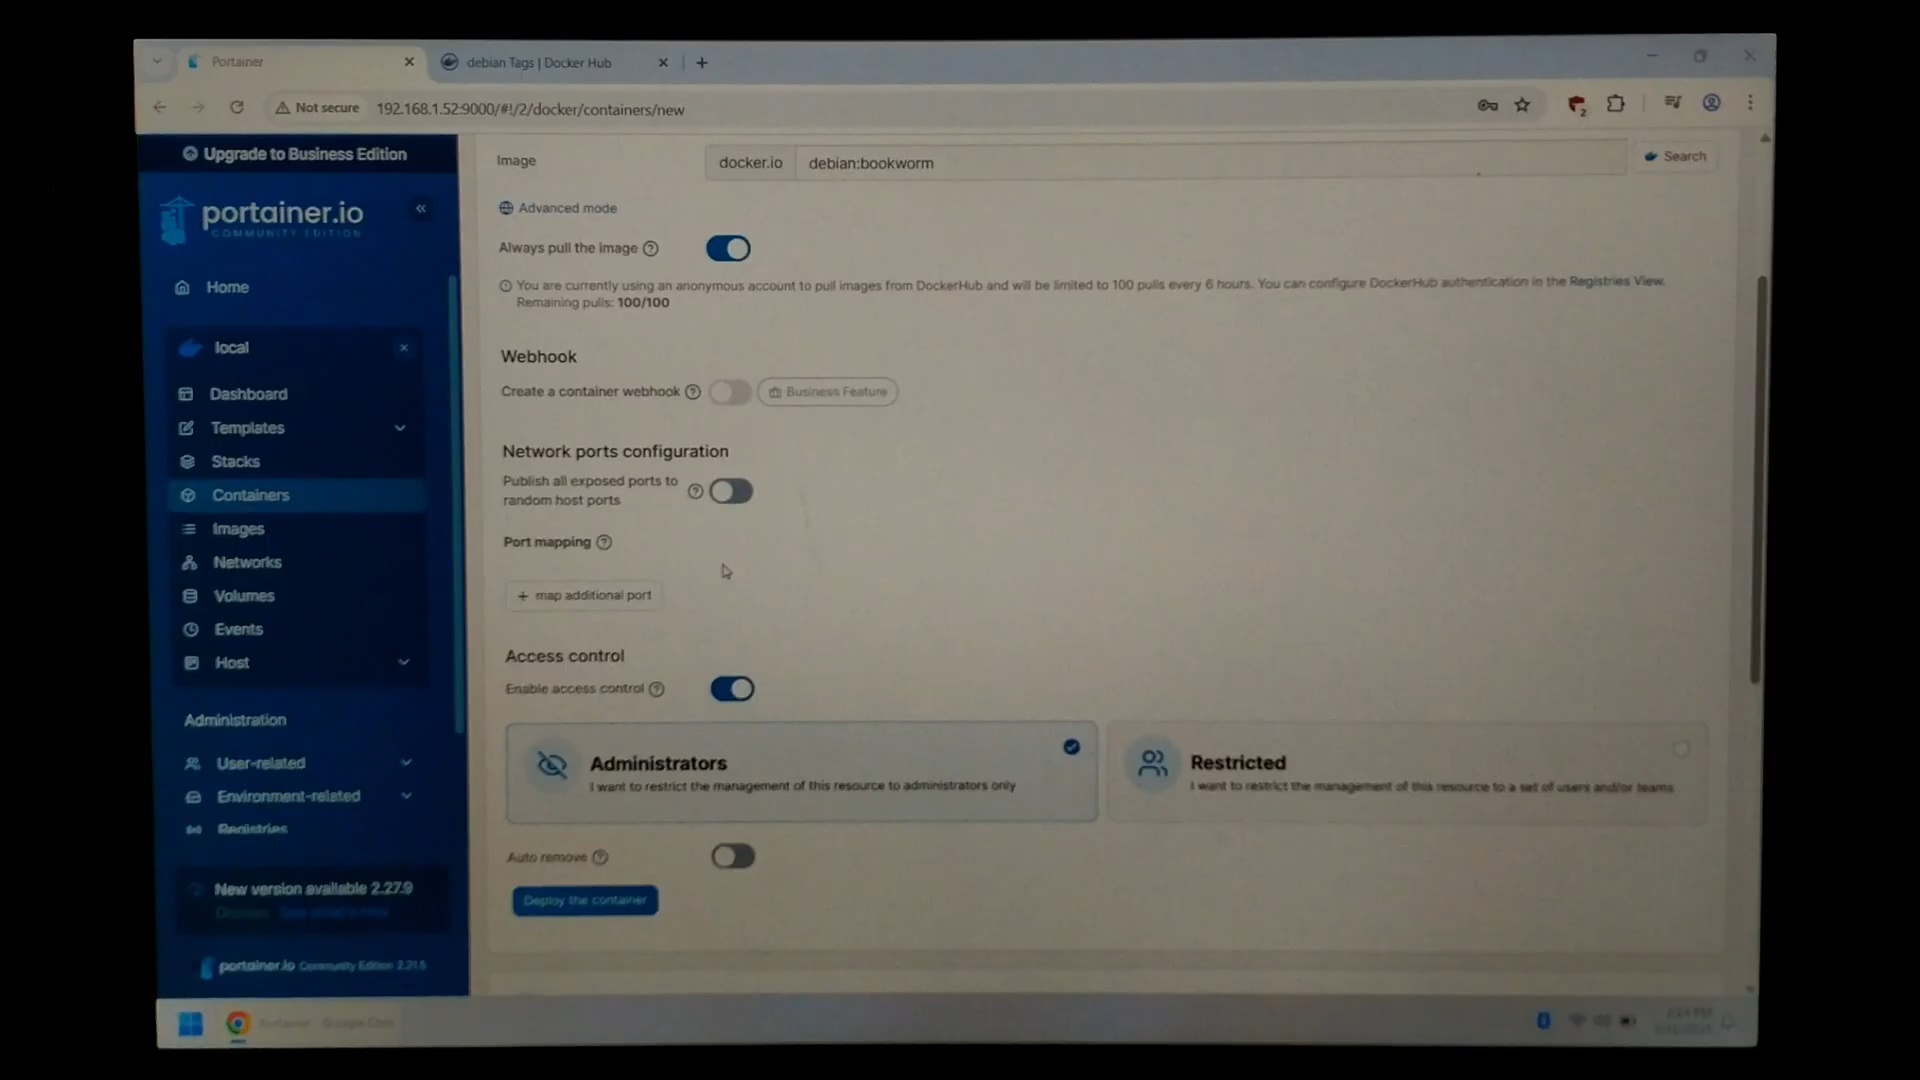 Portainer
debian Tags | Docker Hub
Not secure
192.168.1.52:9000/#!/2/docker/containers/new
2
Upgrade to Business Edition
portainer.io
COMMUNITY EDITION
Home
local
Dashboard
Templates
Stacks
Containers
Images
Networks
Volumes
Events
Host
Administration
User-related
Environment-related
Registries
New version available 2.27.9
Dismiss See what's new
portainer.io Community Edition 2.21.5
Image
docker.io
debian:bookworm
Search
Advanced mode
Always pull the image
You are currently using an anonymous account to pull images from DockerHub and will be limited to 100 pulls every 6 hours. You can configure DockerHub authentication in the Registries View.
Remaining pulls: 100/100
Webhook
Create a container webhook
Business Feature
Network ports configuration
Publish all exposed ports to
random host ports
Port mapping
+ map additional port
Access control
Enable access control
Administrators
I want to restrict the management of this resource to administrators only
Restricted
I want to restrict the management of this resource to a set of users and/or teams
Auto remove
Deploy the container